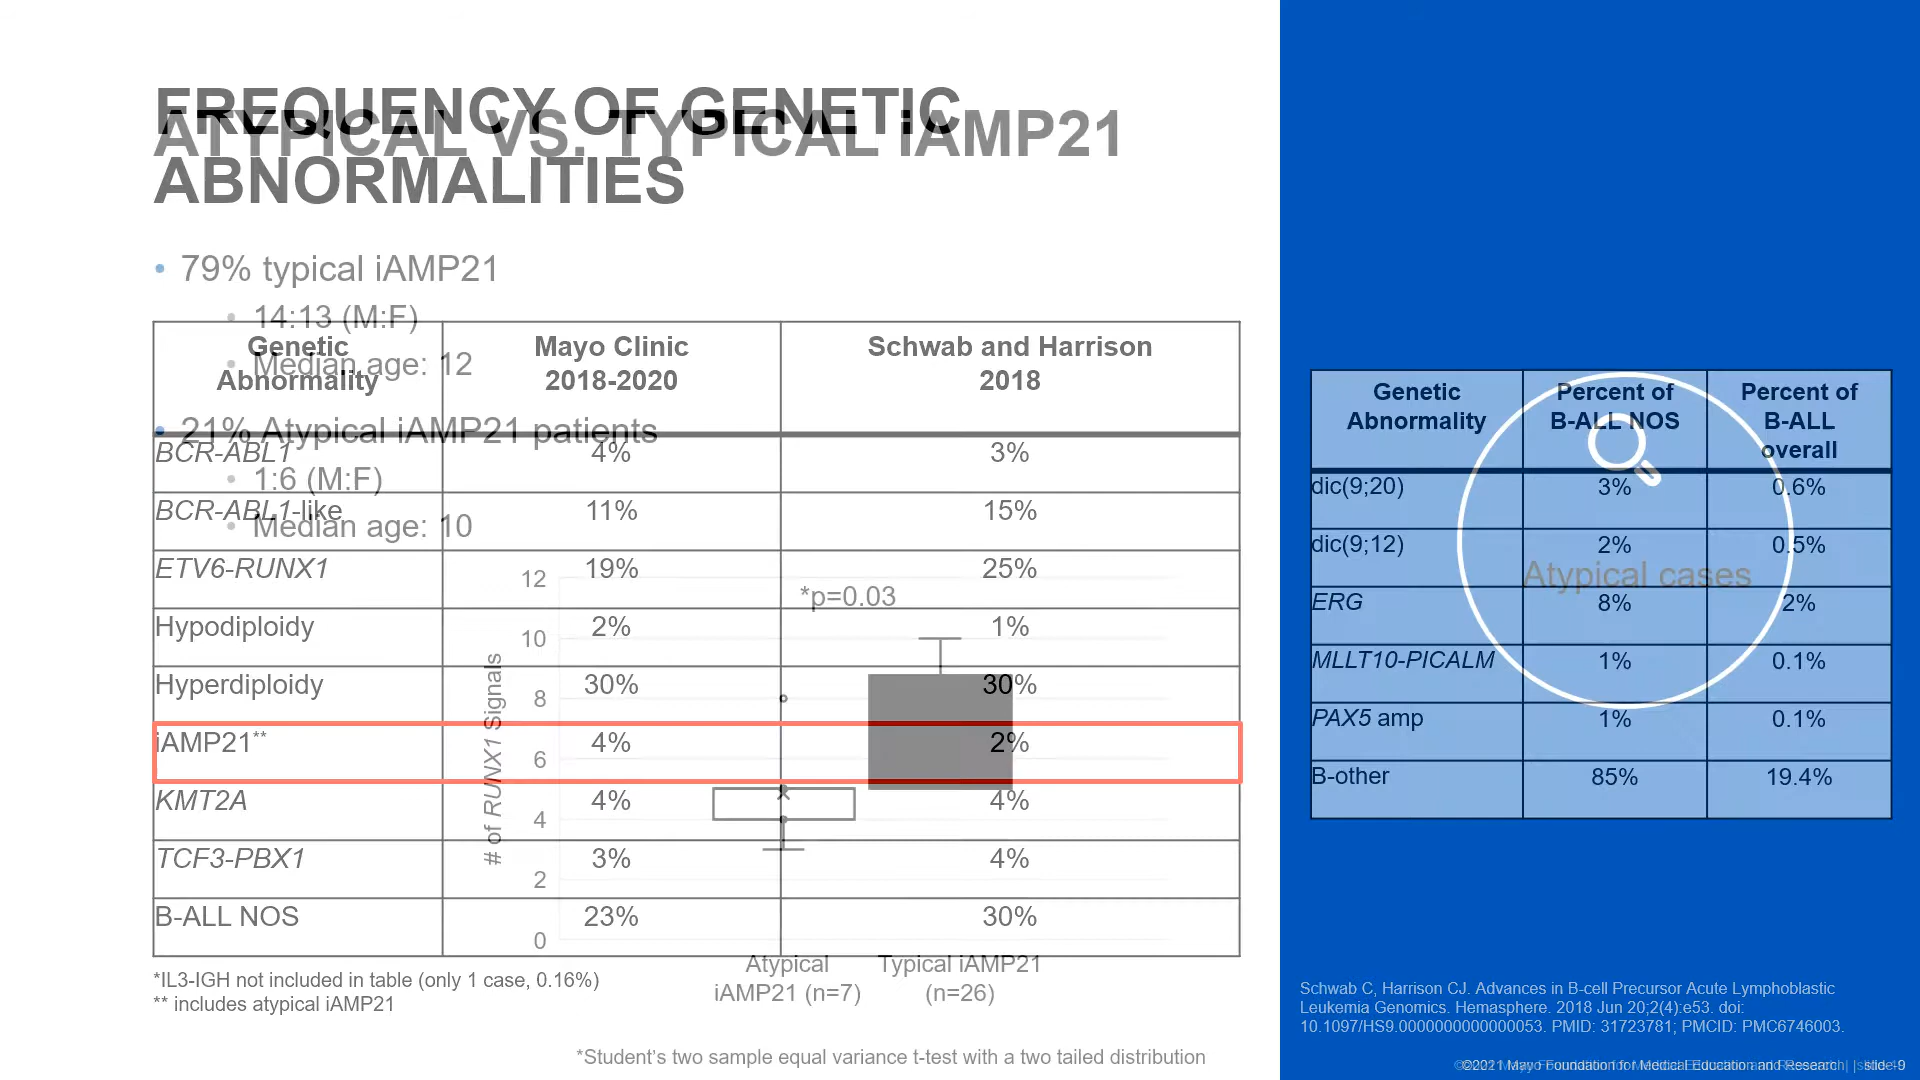 FREQUENCY OF GENETIC
ABNORMALITIES
ATYPICAL VS. TYPICAL iAMP21
• 79% typical iAMP21
• 14:13 (M:F)
• Median age: 12
• 21% Atypical iAMP21 patients
• 1:6 (M:F)
• Median age: 10
Genetic Abnormality Mayo Clinic 2018-2020 Schwab and Harrison 2018
BCR-ABL1 4% 3%
BCR-ABL1-like 11% 15%
ETV6-RUNX1 19% 25%
Hypodiploidy 2% 1%
Hyperdiploidy 30% 30%
iAMP21** 4% 2%
KMT2A 4% 4%
TCF3-PBX1 3% 4%
B-ALL NOS 23% 30%
*IL3-IGH not included in table (only 1 case, 0.16%)
** includes atypical iAMP21
# of RUNX1 Signals
12
10
8
6
4
2
0
*p=0.03
Atypical
iAMP21 (n=7)
Typical iAMP21
(n=26)
*Student's two sample equal variance t-test with a two tailed distribution
Genetic Abnormality Percent of B-ALL NOS Percent of B-ALL overall
dic(9;20) 3% 0.6%
dic(9;12) 2% 0.5%
ERG 8% 2%
MLLT10-PICALM 1% 0.1%
PAX5 amp 1% 0.1%
B-other 85% 19.4%
Atypical cases
Schwab C, Harrison CJ. Advances in B-cell Precursor Acute Lymphoblastic
Leukemia Genomics. Hemasphere. 2018 Jun 20;2(4):e53. doi:
10.1097/HS9.0000000000000053. PMID: 31723781; PMCID: PMC6746003.
©2021 Mayo Foundation for Medical Education and Research | slide-9